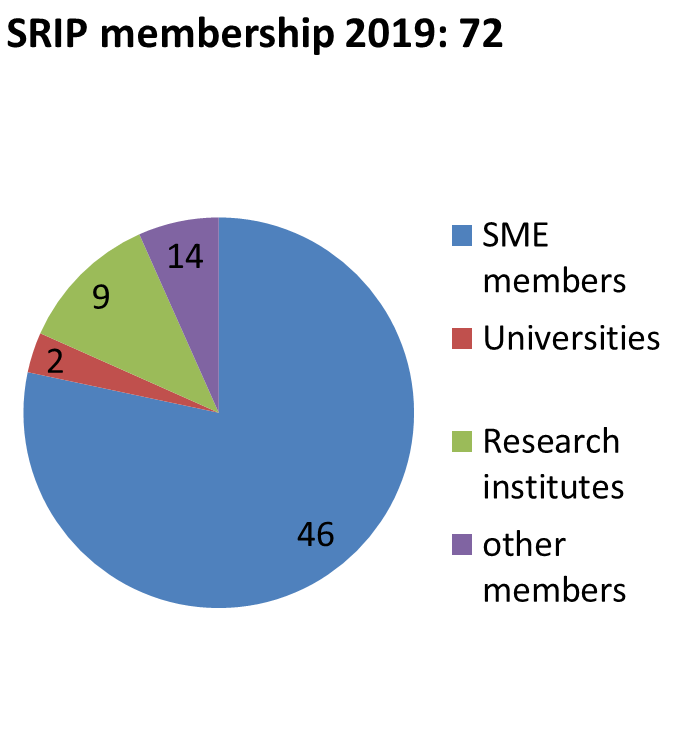 SRIP membership 2019: 72
14
9
2
46
SME
members
Universities
Research
institutes
other
members